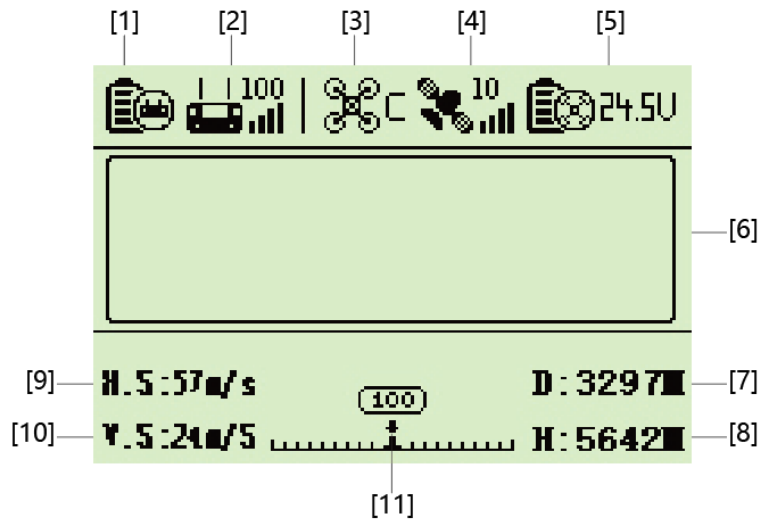 [1] [2] [3] [4] [5]
100 C 10 24.5V
[6]
[9] H.S:57m/s D:3297M [7]
100
[10] V.S:24m/S H:5642M [8]
[11]